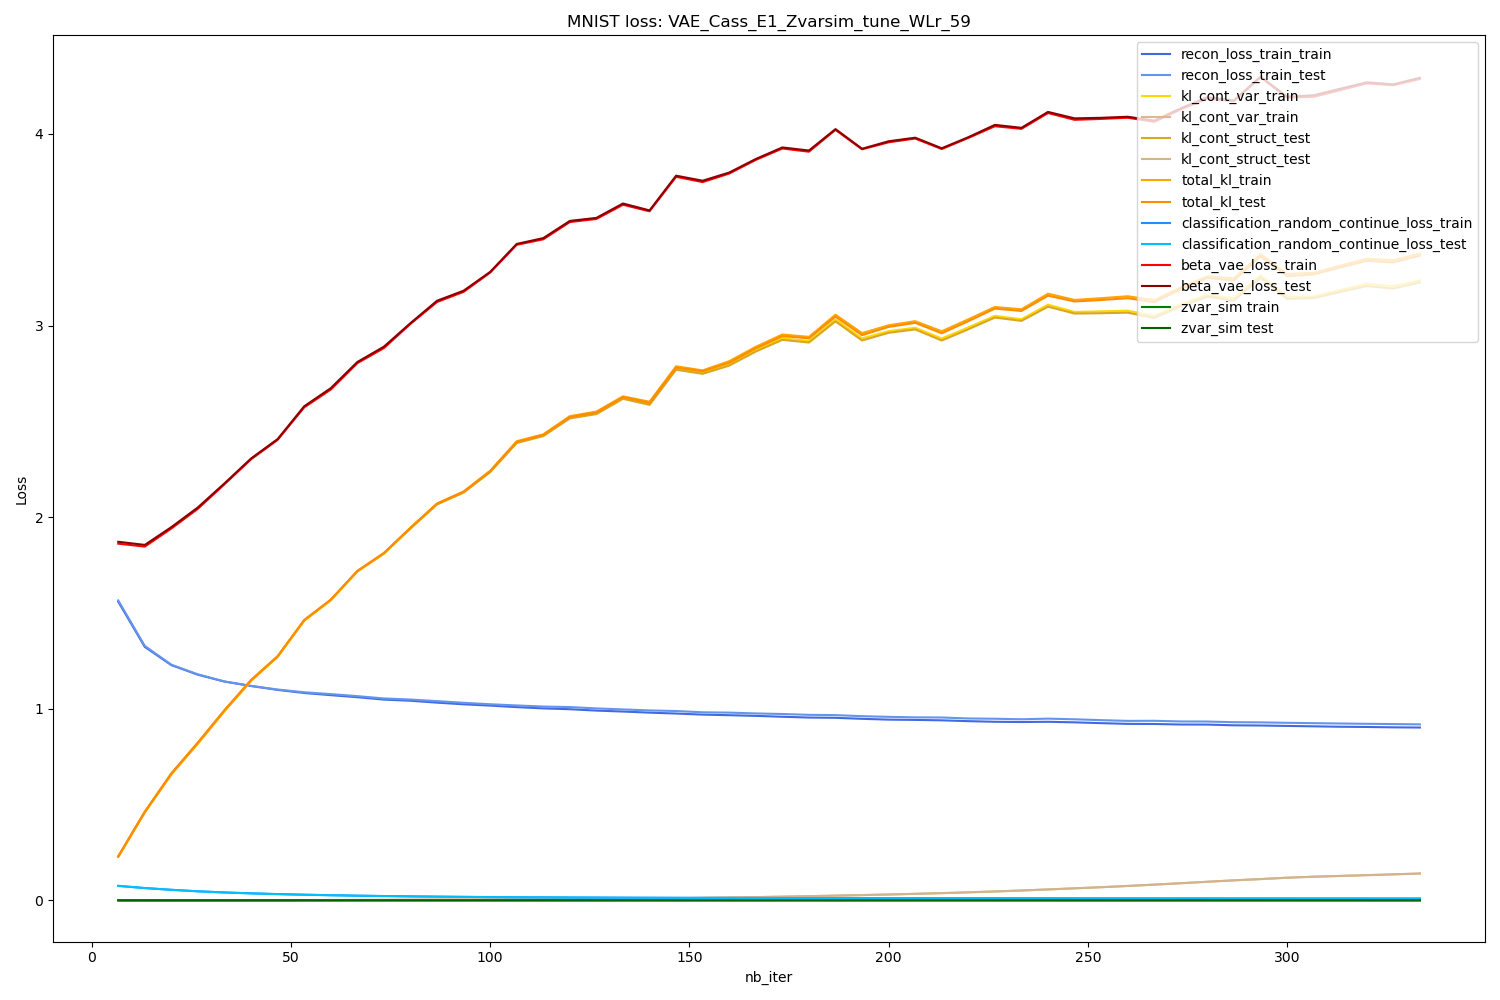 MNIST loss: VAE_Cass_E1_Zvarsim_tune_WLr_59
recon_loss_train_train
recon_loss_train_test
kl_cont_var_train
kl_cont_var_train
kl_cont_struct_test
kl_cont_struct_test
total_kl_train
total_kl_test
classification_random_continue_loss_train
classification_random_continue_loss_test
beta_vae_loss_train
beta_vae_loss_test
zvar_sim train
zvar_sim test
4
3
2
1
0
Loss
0 50 100 150 200 250 300
nb_iter